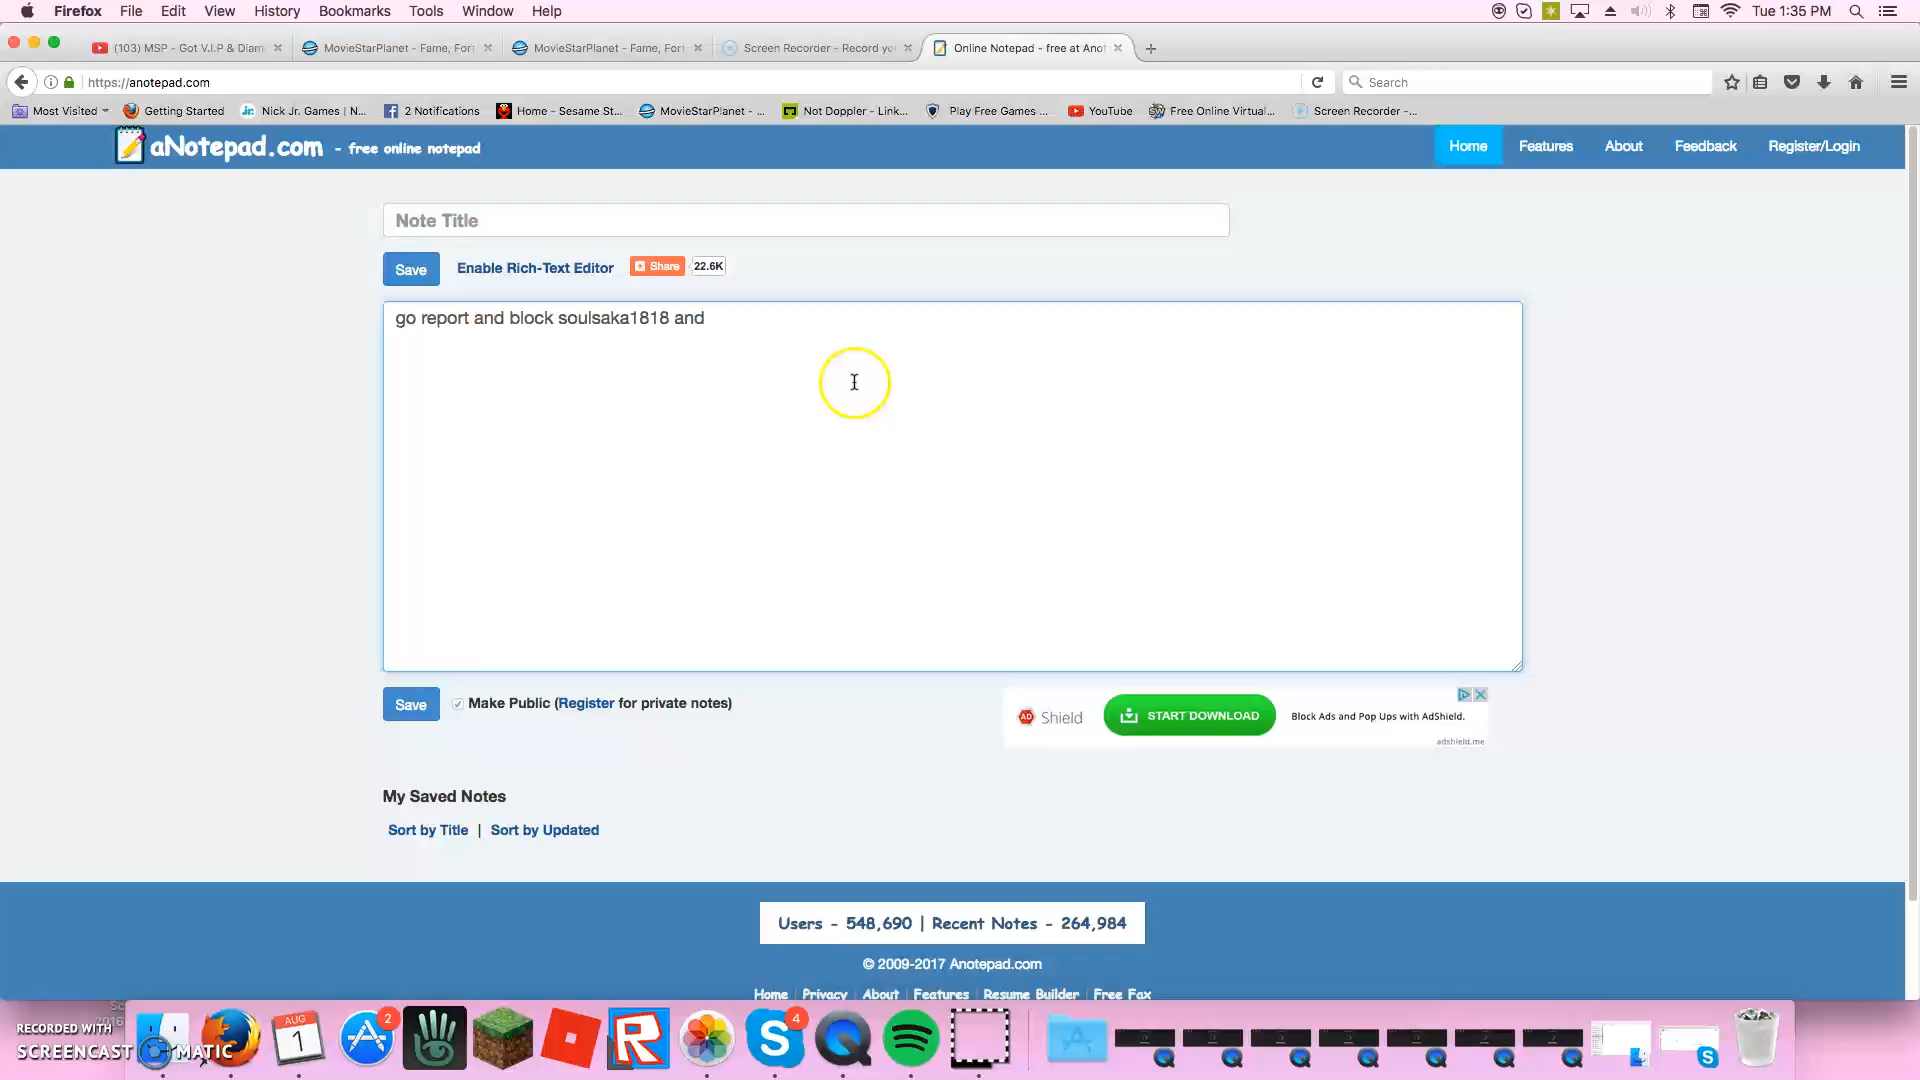 Firefox File Edit View History Bookmarks Tools Window Help Tue 1:35 PM
(103) MSP - Got V.I.P & Diam MovieStarPlanet - Fame, For MovieStarPlanet - Fame, For Screen Recorder - Record yo Online Notepad - free at Anot
https://anotepad.com Search
Most Visited Getting Started Nick Jr. Games | N... 2 Notifications Home - Sesame St... MovieStarPlanet - ... Not Doppler - Link... Play Free Games ... YouTube Free Online Virtual... Screen Recorder -...
aNotepad.com - free online notepad Home Features About Feedback Register/Login
Note Title
Save Enable Rich-Text Editor Share 22.6K
go report and block soulsaka1818 and
Save Make Public (Register for private notes)
AD Shield START DOWNLOAD Block Ads and Pop Ups with AdShield.
adshield.me
My Saved Notes
Sort by Title | Sort by Updated
Users - 548,690 | Recent Notes - 264,984
© 2009-2017 Anotepad.com
Home Privacy About Features Resume Builder Free Fax
RECORDED WITH
SCREENCAST MATIC
AUG
1
2
4